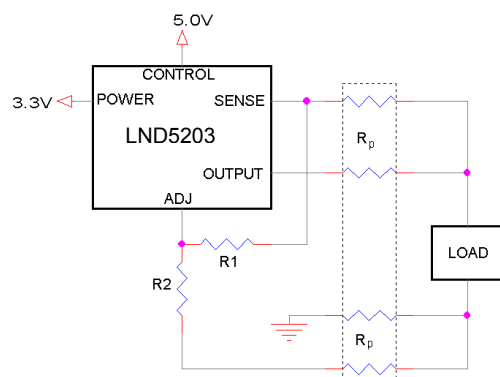 5.0V
CONTROL
3.3V
POWER
SENSE
LND5203
Rp
OUTPUT
ADJ
R1
LOAD
R2
Rp